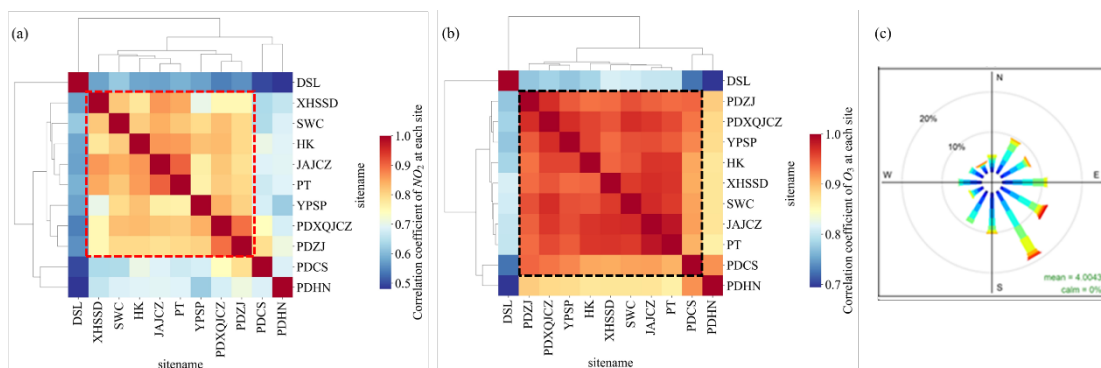 (a)
DSL
XHSSD
SWC
HK
JAJCZ
PT
YPSP
PDXQJCZ
PDZJ
PDCS
PDHN
sitename
DSL
XHSSD
SWC
HK
JAJCZ
PT
YPSP
PDXQJCZ
PDZJ
PDCS
PDHN
sitename
1.0
0.9
0.8
0.7
0.6
0.5
Correlation coefficient of NO2 at each site
(b)
DSL
PDZJ
PDXQJCZ
YPSP
HK
XHSSD
SWC
JAJCZ
PT
PDCS
PDHN
sitename
DSL
PDZJ
PDXQJCZ
YPSP
HK
XHSSD
SWC
JAJCZ
PT
PDCS
PDHN
sitename
1.0
0.9
0.8
0.7
Correlation coefficient of O3 at each site
(c)
N
20%
10%
W
E
S
mean = 4.0043
calm = 0%